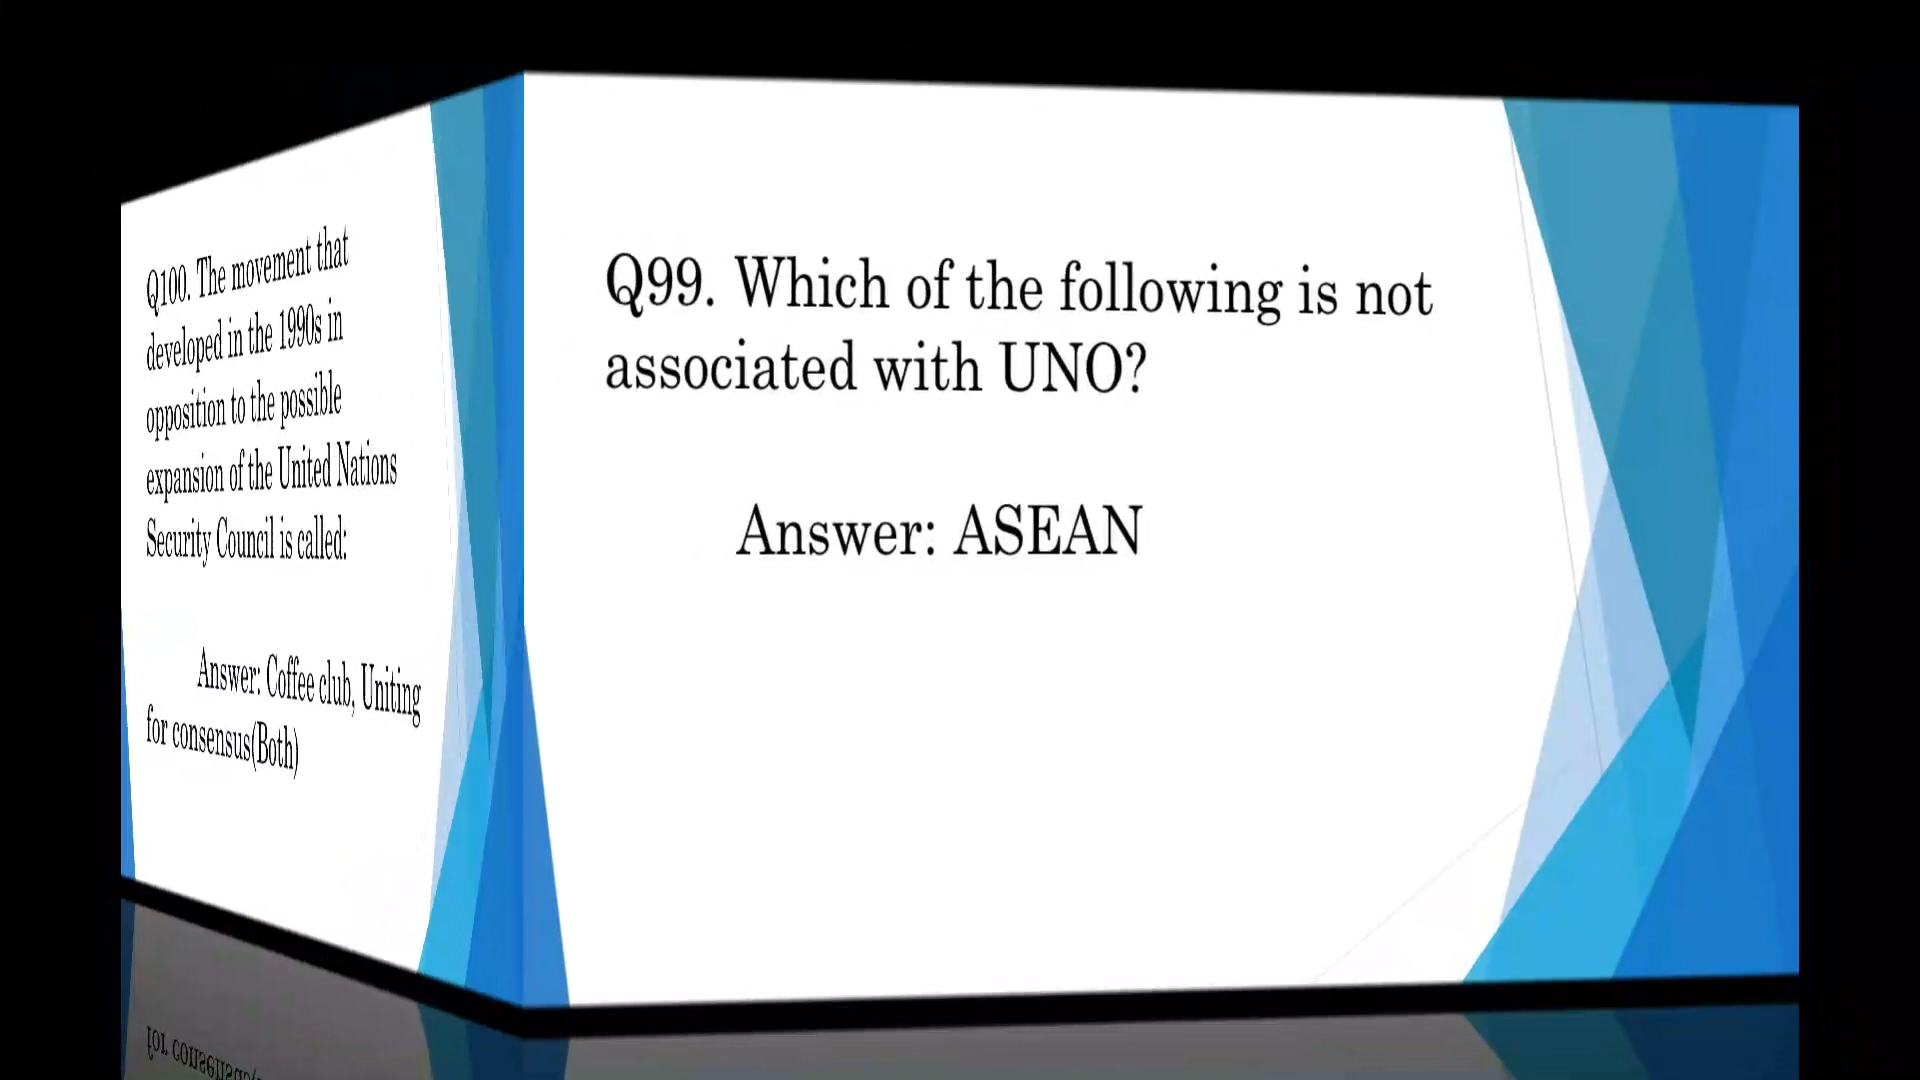 Q100. The movement that
developed in the 1990s in
opposition to the possible
expansion of the United Nations
Security Council is called:
Answer: Coffee club, Uniting
for consensus(Both)
Q99. Which of the following is not
associated with UNO?
Answer: ASEAN